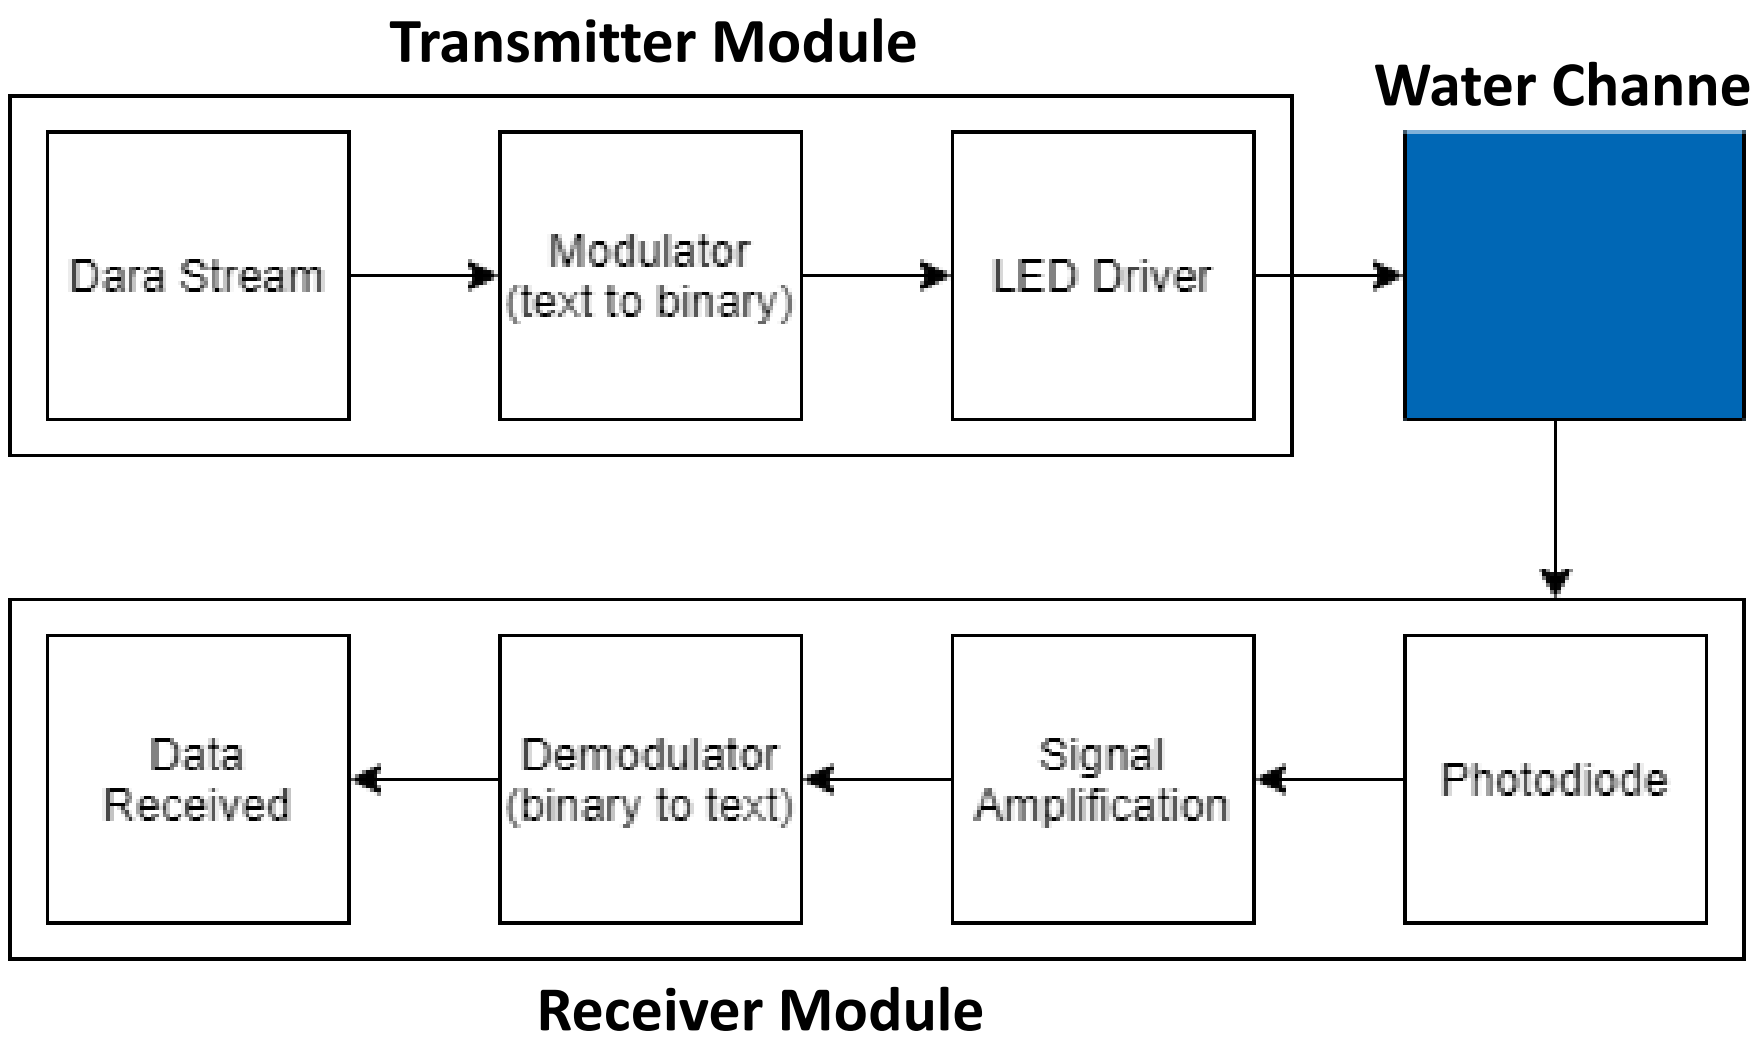 Transmitter Module
Water Channe
Dara Stream
Modulator
(text to binary)
LED Driver
Data
Received
Demodulator
(binary to text)
Signal
Amplification
Photodiode
Receiver Module